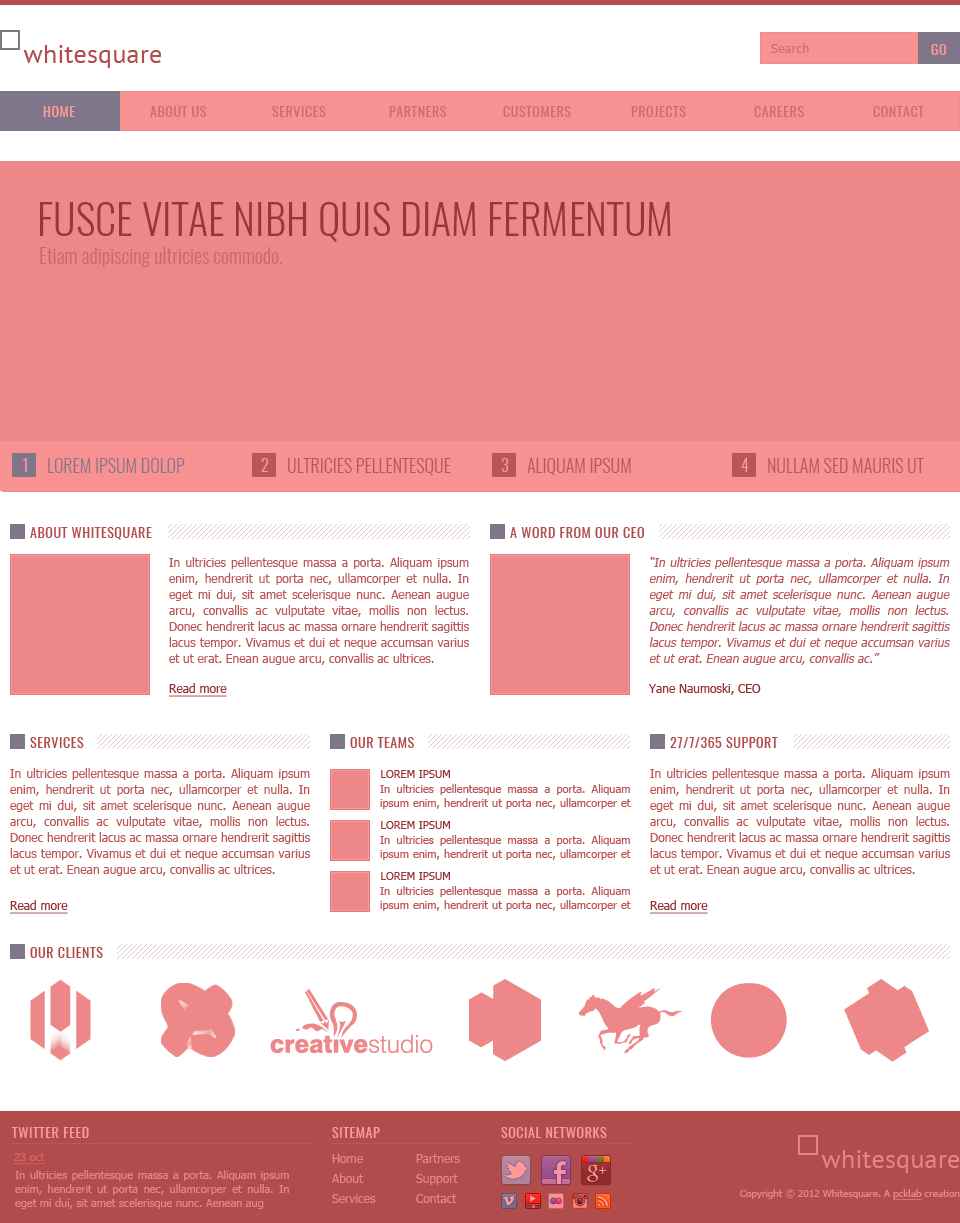 whitesquare
Search
GO
HOME
ABOUT US
SERVICES
PARTNERS
CUSTOMERS
PROJECTS
CAREERS
CONTACT
FUSCE VITAE NIBH QUIS DIAM FERMENTUM
Etiam adipiscing ultricies commodo.
1 LOREM IPSUM DOLOP
2 ULTRICIES PELLENTESQUE
3 ALIQUAM IPSUM
4 NULLAM SED MAURIS UT
ABOUT WHITESQUARE
In ultricies pellentesque massa a porta. Aliquam ipsum
enim, hendrerit ut porta nec, ullamcorper et nulla. In
eget mi dui, sit amet scelerisque nunc. Aenean augue
arcu, convallis ac vulputate vitae, mollis non lectus.
Donec hendrerit lacus ac massa ornare hendrerit sagittis
lacus tempor. Vivamus et dui et neque accumsan varius
et ut erat. Enean augue arcu, convallis ac ultrices.
Read more
A WORD FROM OUR CEO
“In ultricies pellentesque massa a porta. Aliquam ipsum
enim, hendrerit ut porta nec, ullamcorper et nulla. In
eget mi dui, sit amet scelerisque nunc. Aenean augue
arcu, convallis ac vulputate vitae, mollis non lectus.
Donec hendrerit lacus ac massa ornare hendrerit sagittis
lacus tempor. Vivamus et dui et neque accumsan varius
et ut erat. Enean augue arcu, convallis ac.”
Yane Naumoski, CEO
SERVICES
In ultricies pellentesque massa a porta. Aliquam ipsum
enim, hendrerit ut porta nec, ullamcorper et nulla. In
eget mi dui, sit amet scelerisque nunc. Aenean augue
arcu, convallis ac vulputate vitae, mollis non lectus.
Donec hendrerit lacus ac massa ornare hendrerit sagittis
lacus tempor. Vivamus et dui et neque accumsan varius
et ut erat. Enean augue arcu, convallis ac ultrices.
Read more
OUR TEAMS
LOREM IPSUM
In ultricies pellentesque massa a porta. Aliquam
ipsum enim, hendrerit ut porta nec, ullamcorper et
LOREM IPSUM
In ultricies pellentesque massa a porta. Aliquam
ipsum enim, hendrerit ut porta nec, ullamcorper et
LOREM IPSUM
In ultricies pellentesque massa a porta. Aliquam
ipsum enim, hendrerit ut porta nec, ullamcorper et
27/7/365 SUPPORT
In ultricies pellentesque massa a porta. Aliquam ipsum
enim, hendrerit ut porta nec, ullamcorper et nulla. In
eget mi dui, sit amet scelerisque nunc. Aenean augue
arcu, convallis ac vulputate vitae, mollis non lectus.
Donec hendrerit lacus ac massa ornare hendrerit sagittis
lacus tempor. Vivamus et dui et neque accumsan varius
et ut erat. Enean augue arcu, convallis ac ultrices.
Read more
OUR CLIENTS
creativestudio
TWITTER FEED
23 oct
In ultricies pellentesque massa a porta. Aliquam ipsum
enim, hendrerit ut porta nec, ullamcorper et nulla. In
eget mi dui, sit amet scelerisque nunc. Aenean aug
SITEMAP
Home
Partners
About
Support
Services
Contact
SOCIAL NETWORKS
whitesquare
Copyright © 2012 Whitesquare. A pcklab creation